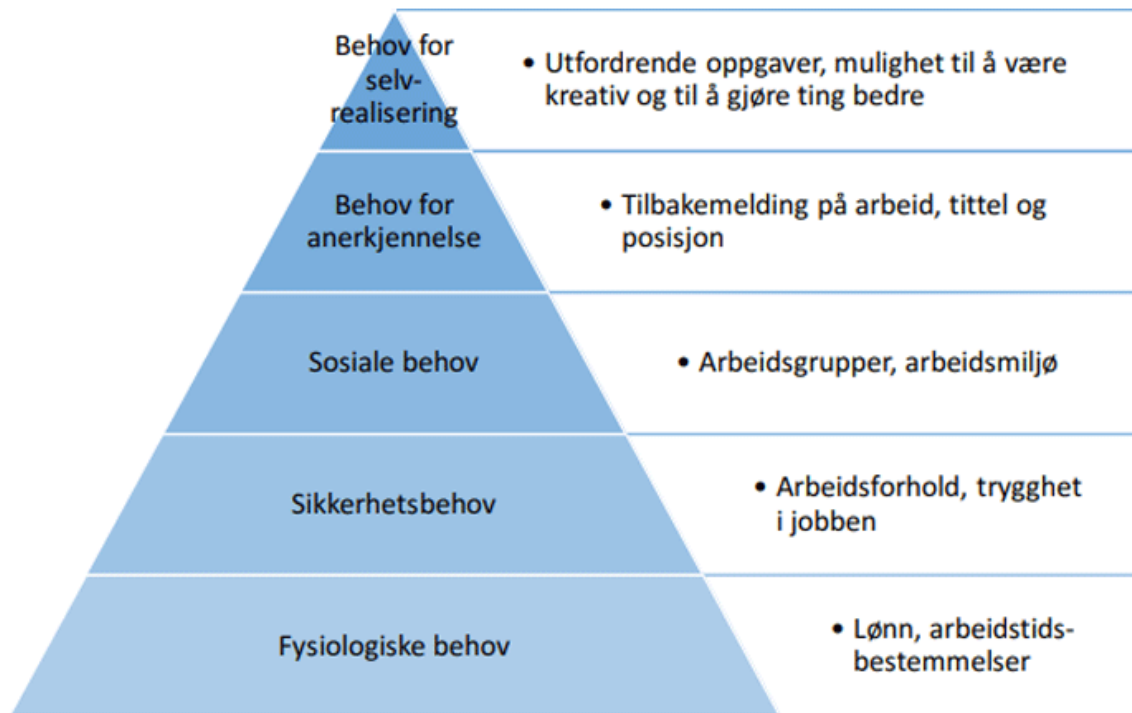 Behov for
selv-
realisering
• Utfordrende oppgaver, mulighet til å være
kreativ og til å gjøre ting bedre
Behov for
anerkjennelse
• Tilbakemelding på arbeid, tittel og
posisjon
Sosiale behov
• Arbeidsgrupper, arbeidsmiljø
Sikkerhetsbehov
• Arbeidsforhold, trygghet
i jobben
Fysiologiske behov
• Lønn, arbeidstids-
bestemmelser